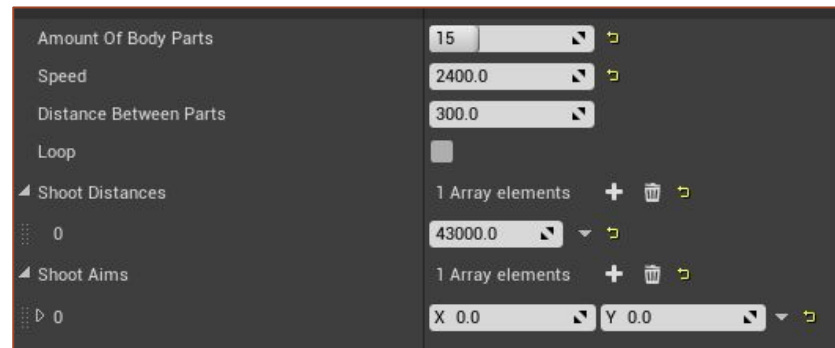 Amount Of Body Parts 15
Speed 2400.0
Distance Between Parts 300.0
Loop
Shoot Distances 1 Array elements
0 43000.0
Shoot Aims 1 Array elements
0 X 0.0 Y 0.0